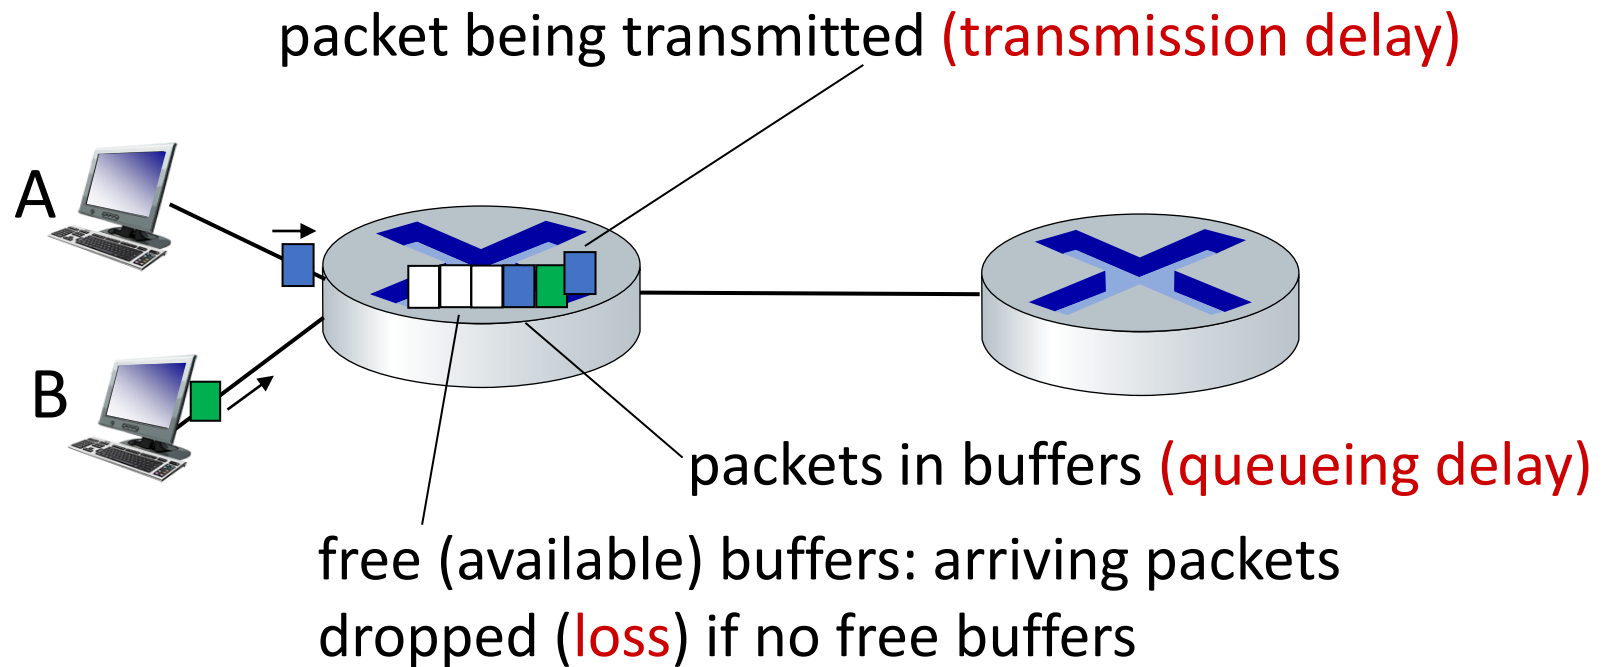 packet being transmitted (transmission delay)
A
B
packets in buffers (queueing delay)
free (available) buffers: arriving packets
dropped (loss) if no free buffers